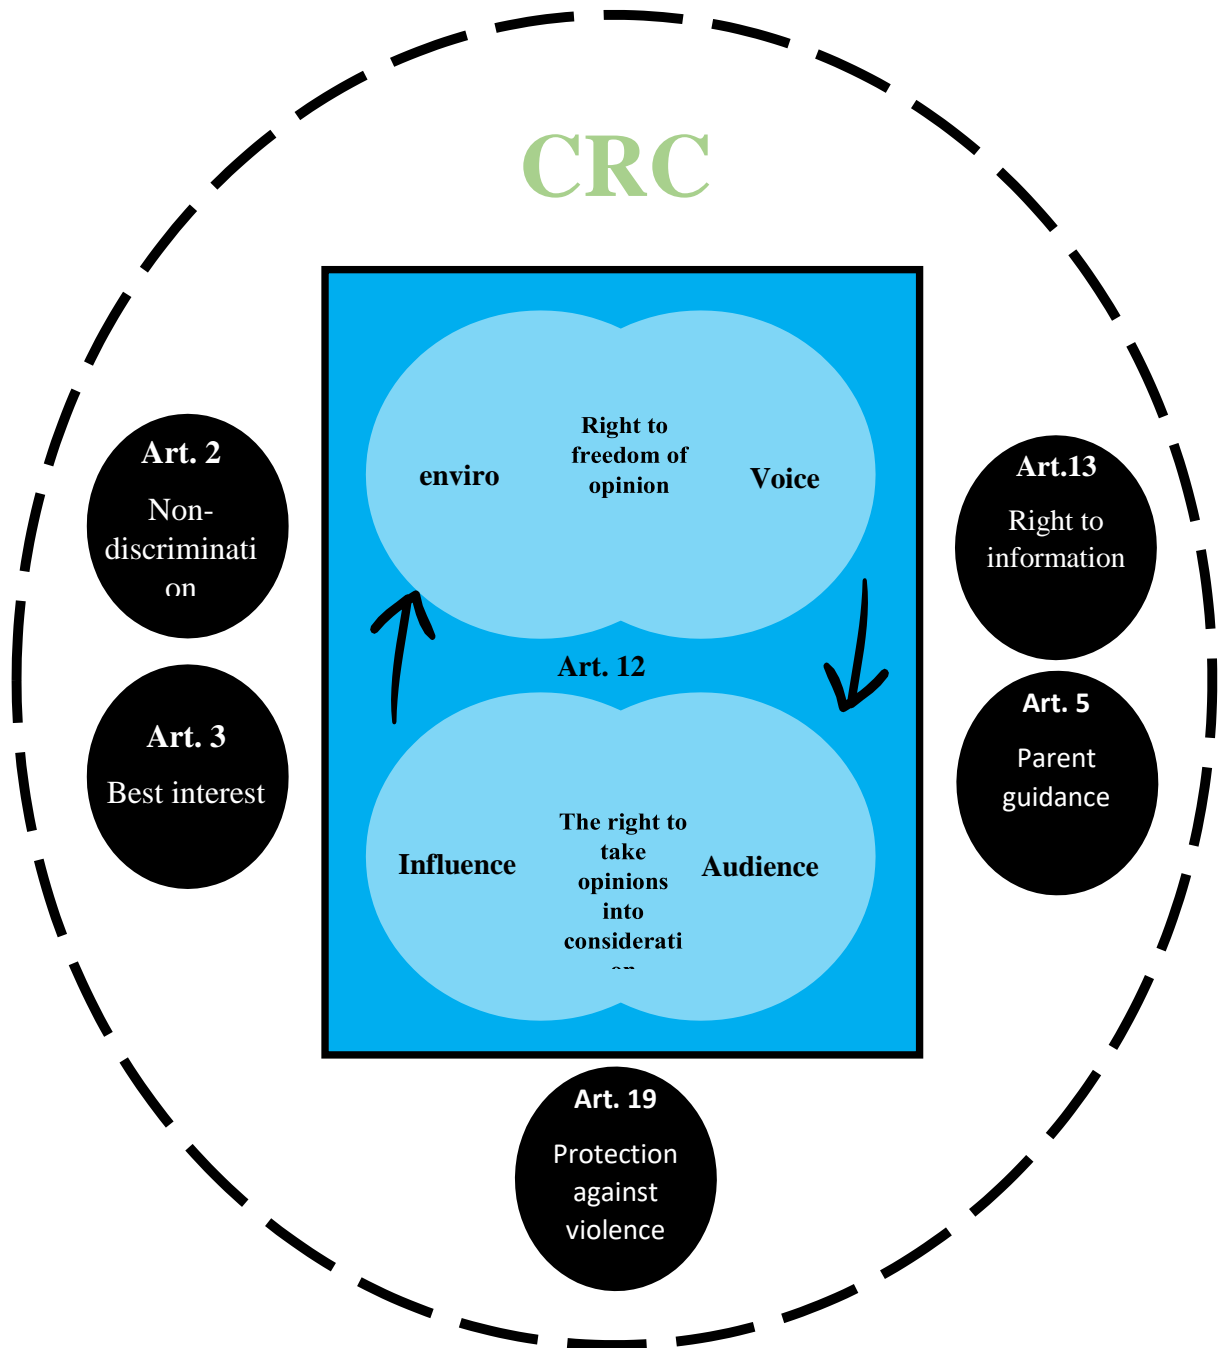 CRC
Art. 2
Non-
discriminati
on
Art. 3
Best interest
enviro
Right to
freedom of
opinion
Voice
Art. 12
Influence
The right to
take
opinions
into
considerati
on
Audience
Art.13
Right to
information
Art. 5
Parent
guidance
Art. 19
Protection
against
violence